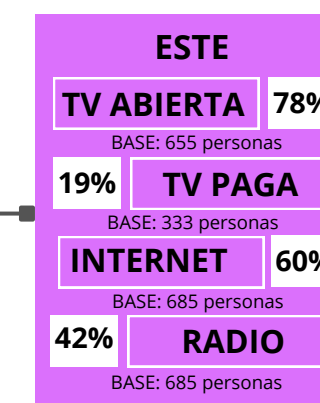 ESTE
TV ABIERTA 78%
BASE: 655 personas
19% TV PAGA
BASE: 333 personas
INTERNET 60%
BASE: 685 personas
42% RADIO
BASE: 685 personas